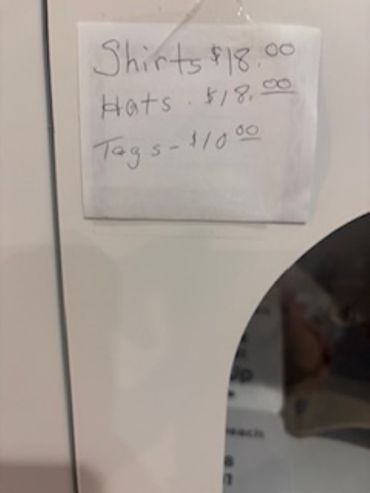 Shirts $18.00
Hats. $18.00
Tags - $10 00